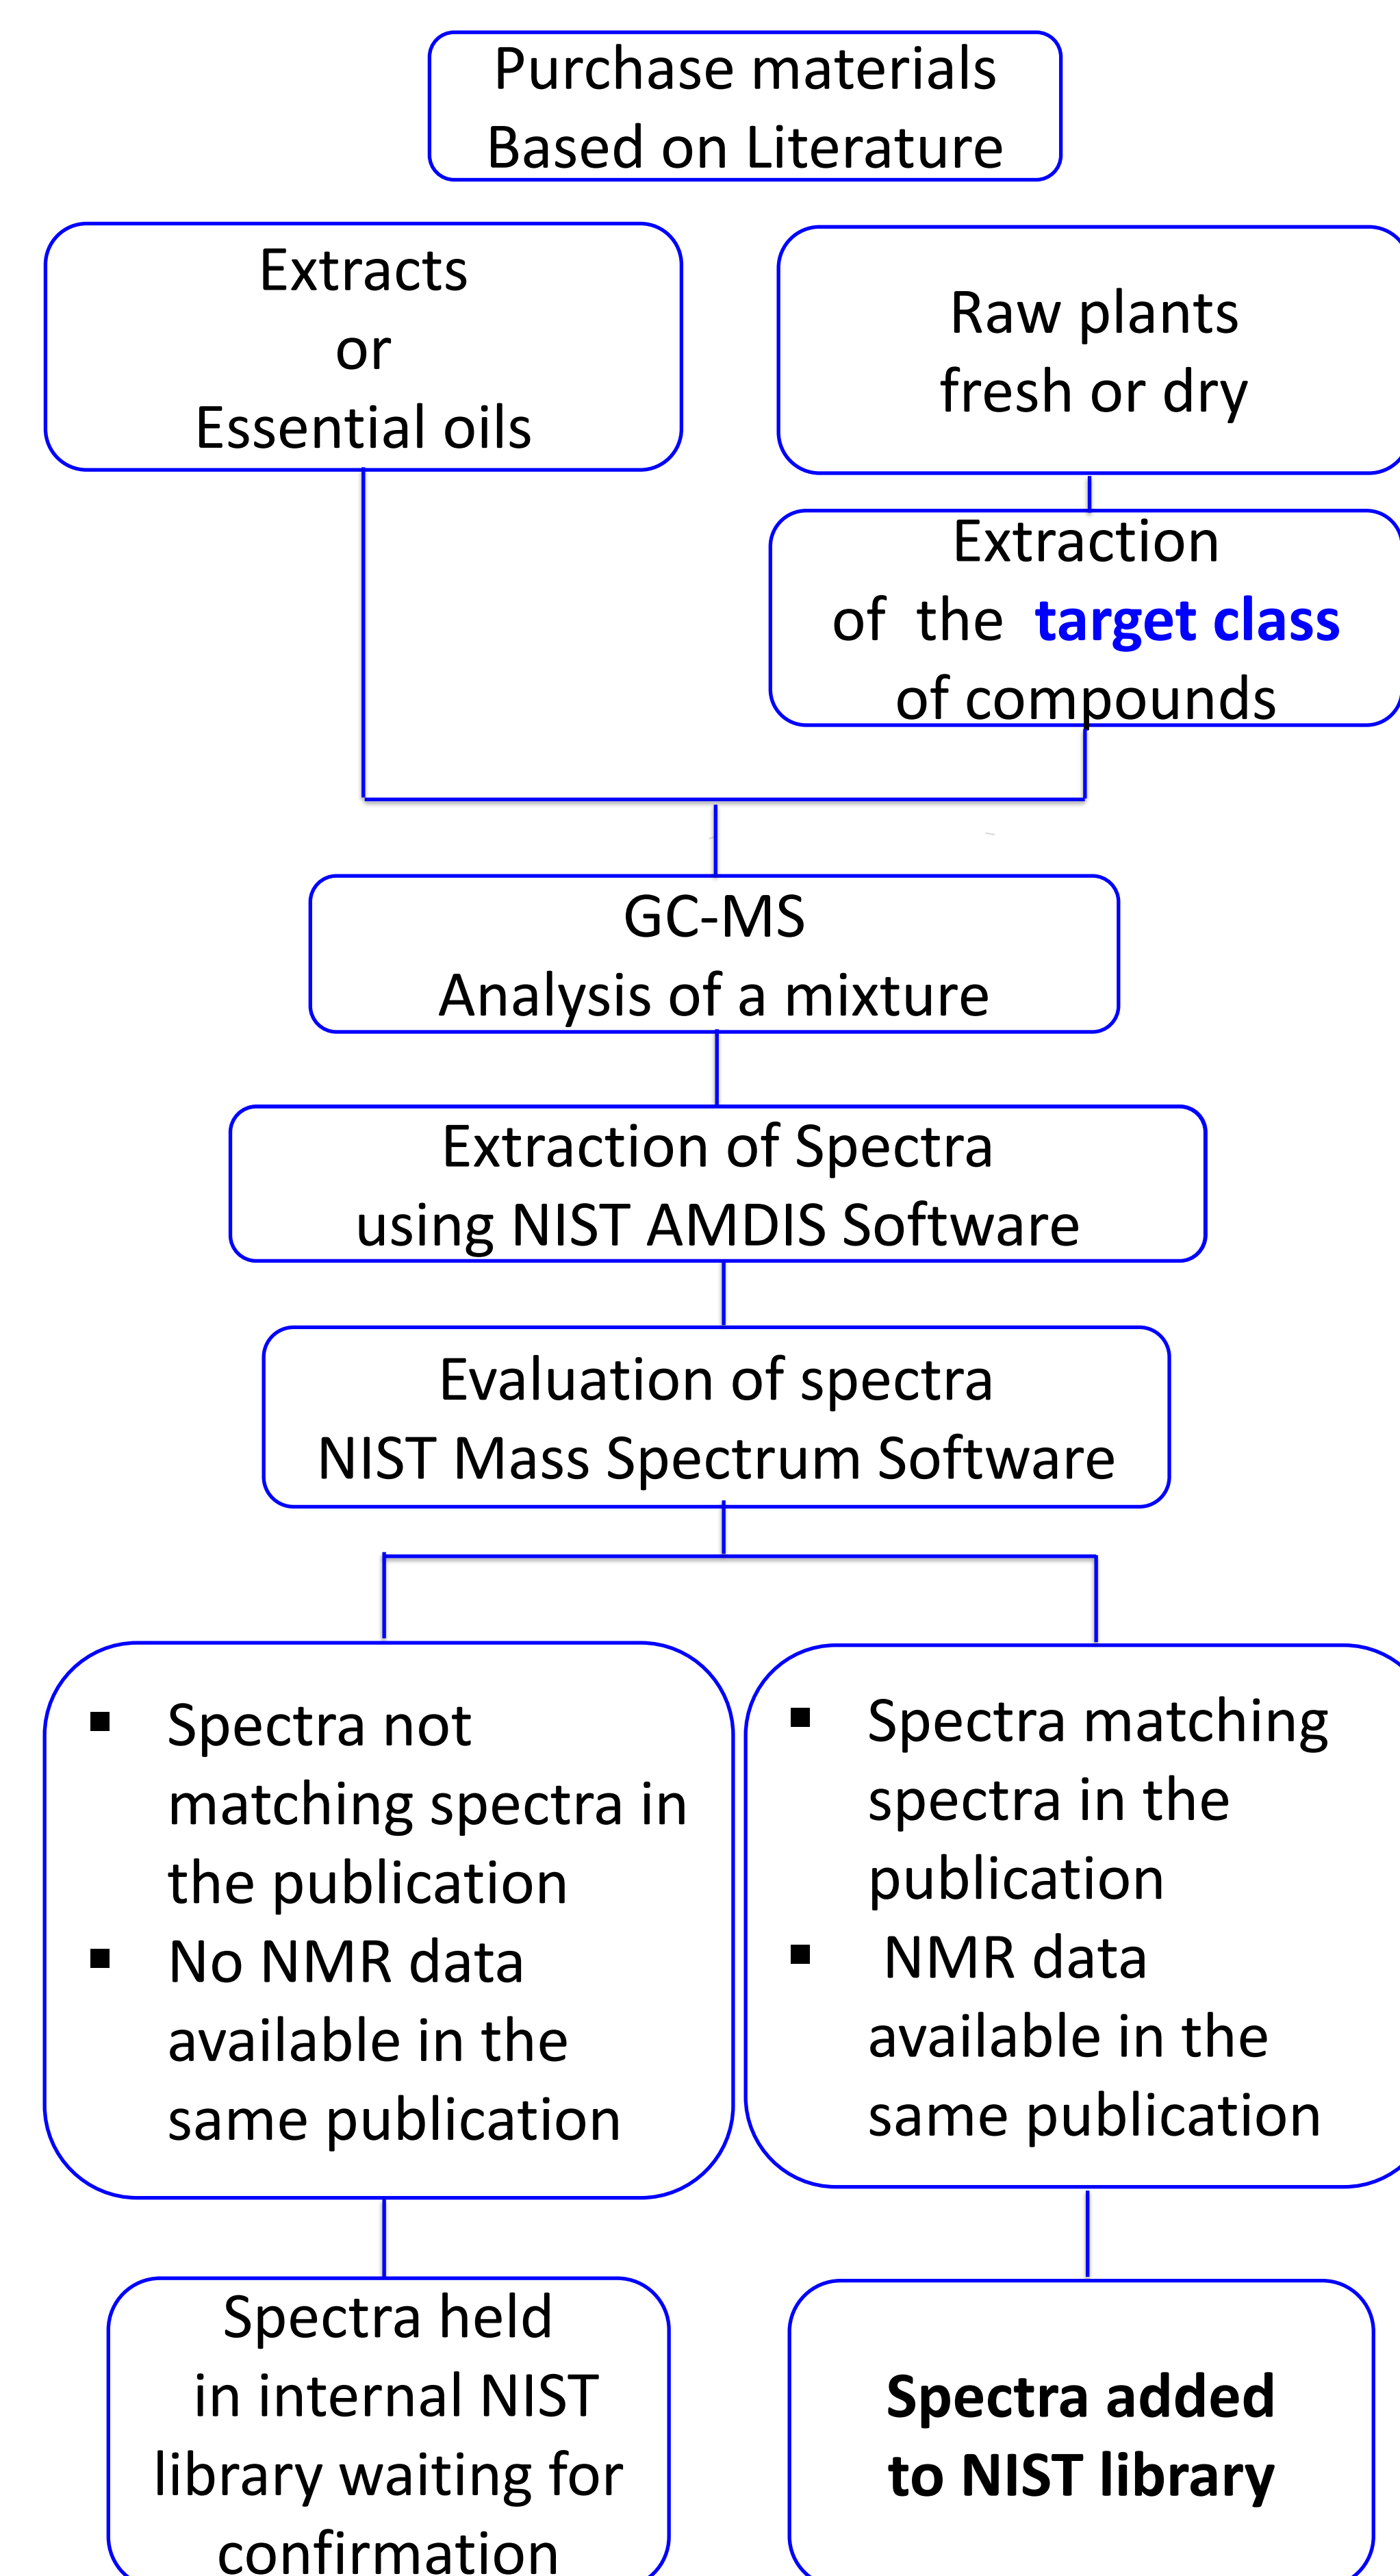 Purchase materials
Based on Literature
Extracts
or
Essential oils
Raw plants
fresh or dry
Extraction
of the target class
of compounds
GC-MS
Analysis of a mixture
Extraction of Spectra
using NIST AMDIS Software
Evaluation of spectra
NIST Mass Spectrum Software
▪ Spectra not
matching spectra in
the publication
▪ No NMR data
available in the
same publication
▪ Spectra matching
spectra in the
publication
▪ NMR data
available in the
same publication
Spectra held
in internal NIST
library waiting for
confirmation
Spectra added
to NIST library